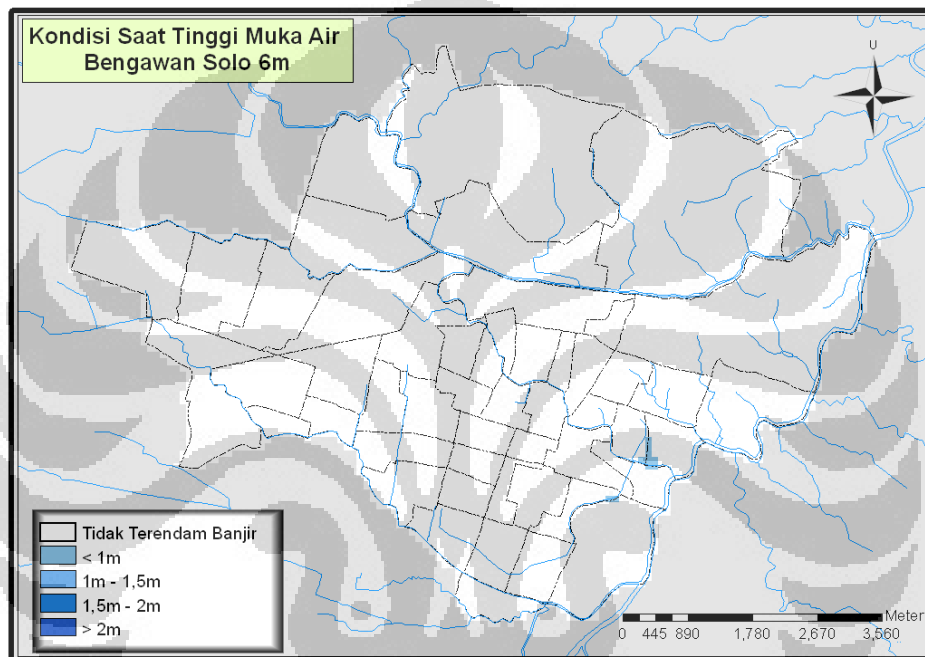 Kondisi Saat Tinggi Muka Air
Bengawan Solo 6m
U
Tidak Terendam Banjir
< 1m
1m - 1,5m
1,5m - 2m
> 2m
Meter
0 445 890 1,780 2,670 3,560